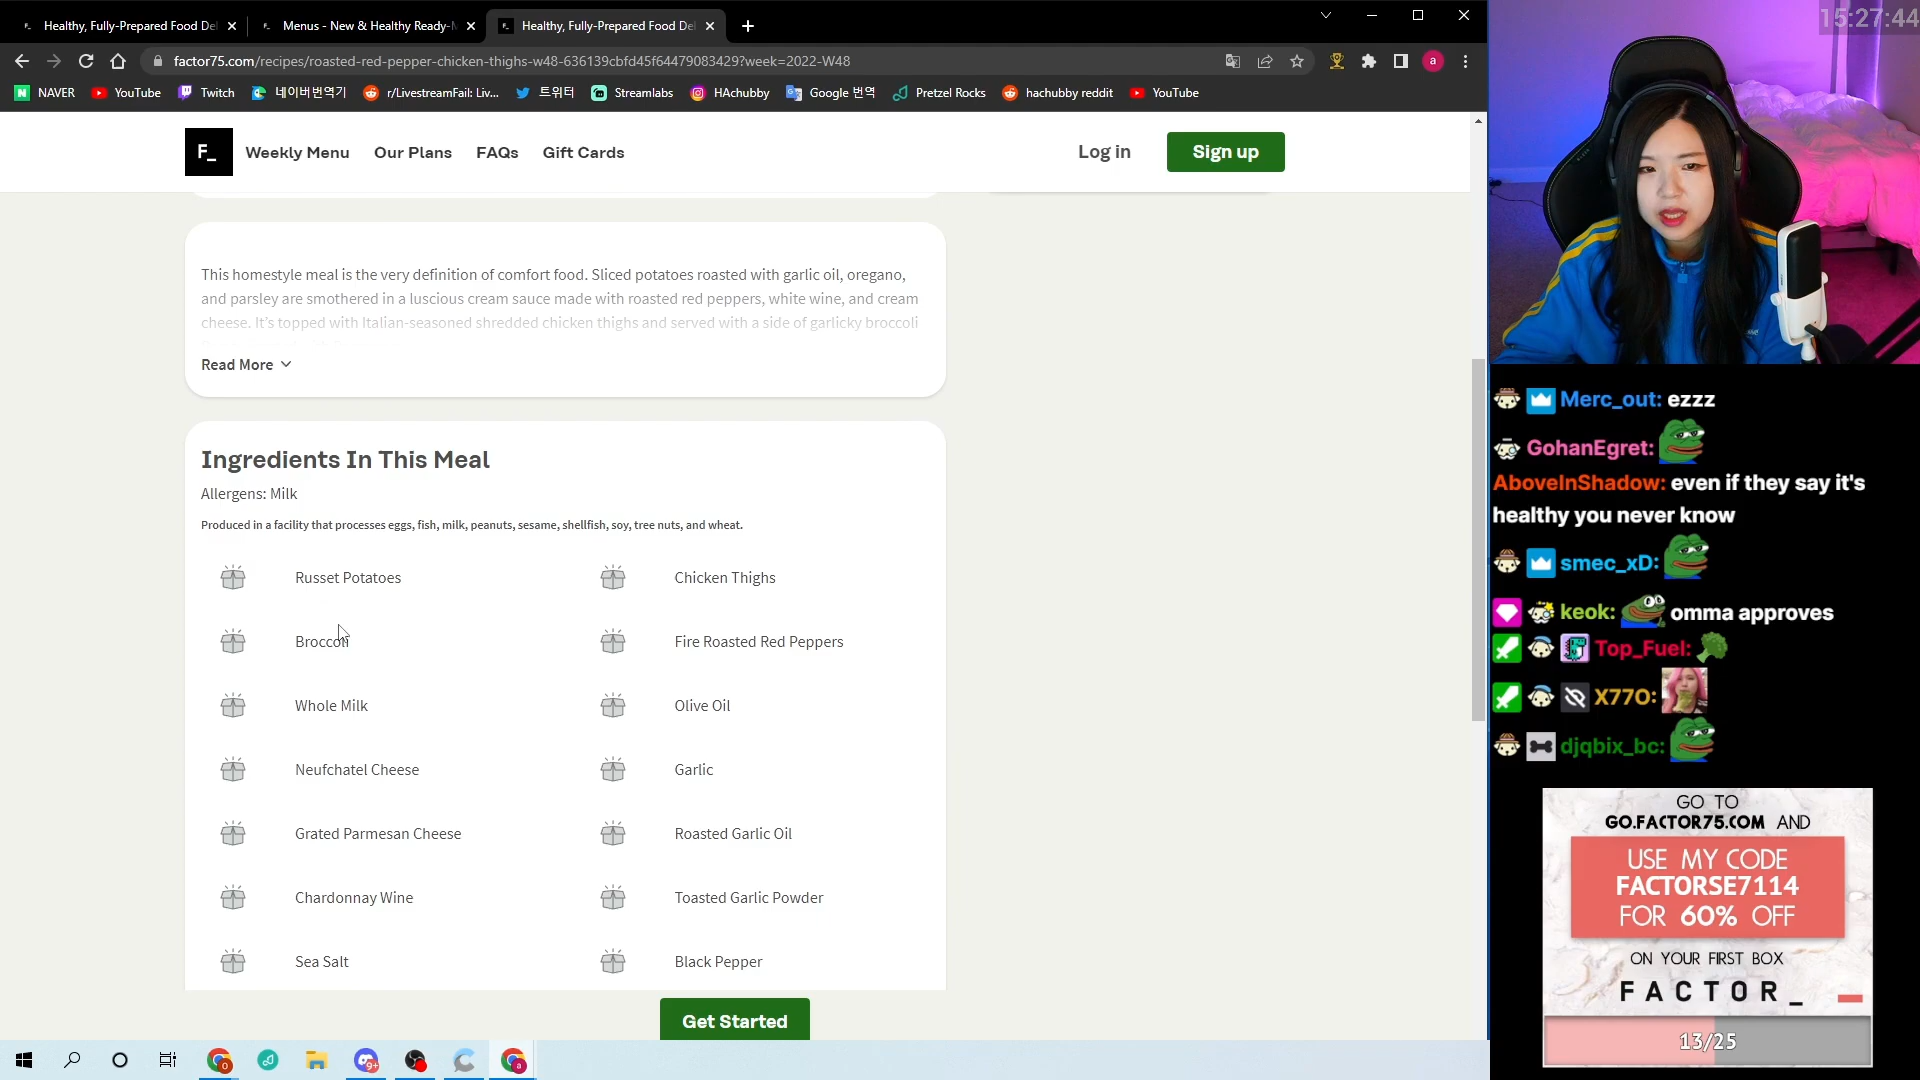 Healthy, Fully-Prepared Food De
Menus - New & Healthy Ready-
Healthy, Fully-Prepared Food De
15:27:44
factor75.com/recipes/roasted-red-pepper-chicken-thighs-w48-636139cbfd45f64479083429?week=2022-W48
a
N NAVER
YouTube
Twitch
네이버번역기
r/LivestreamFail: Liv...
트위터
Streamlabs
HAchubby
Google 번역
Pretzel Rocks
hachubby reddit
YouTube
F_
Weekly Menu
Our Plans
FAQs
Gift Cards
Log in
Sign up
This homestyle meal is the very definition of comfort food. Sliced potatoes roasted with garlic oil, oregano,
and parsley are smothered in a luscious cream sauce made with roasted red peppers, white wine, and cream
cheese. It's topped with Italian-seasoned shredded chicken thighs and served with a side of garlicky broccoli
Read More
Ingredients In This Meal
Allergens: Milk
Produced in a facility that processes eggs, fish, milk, peanuts, sesame, shellfish, soy, tree nuts, and wheat.
Russet Potatoes
Chicken Thighs
Broccoli
Fire Roasted Red Peppers
Whole Milk
Olive Oil
Neufchatel Cheese
Garlic
Grated Parmesan Cheese
Roasted Garlic Oil
Chardonnay Wine
Toasted Garlic Powder
Sea Salt
Black Pepper
Get Started
Merc_out: ezzz
GohanEgret:
AboveInShadow: even if they say it's
healthy you never know
smec_xD:
keok: omma approves
Top_Fuel:
X77O:
djqbix_bc:
GO TO
GO.FACTOR75.COM AND
USE MY CODE
FACTORSE7114
FOR 60% OFF
ON YOUR FIRST BOX
FACTOR_
13/25
9+